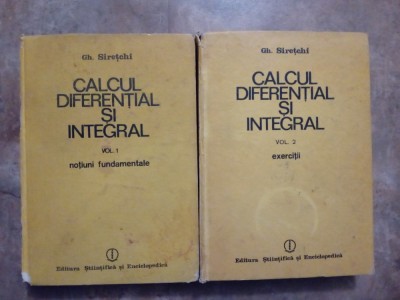 Gh. Sirețchi
CALCUL
DIFERENȚIAL
ȘI
INTEGRAL
VOL. 1
noțiuni fundamentale
Editura Științifică și Enciclopedică
Gh. Sirețchi
CALCUL
DIFERENȚIAL
ȘI
INTEGRAL
VOL. 2
exerciții
Editura Științifică și Enciclopedică